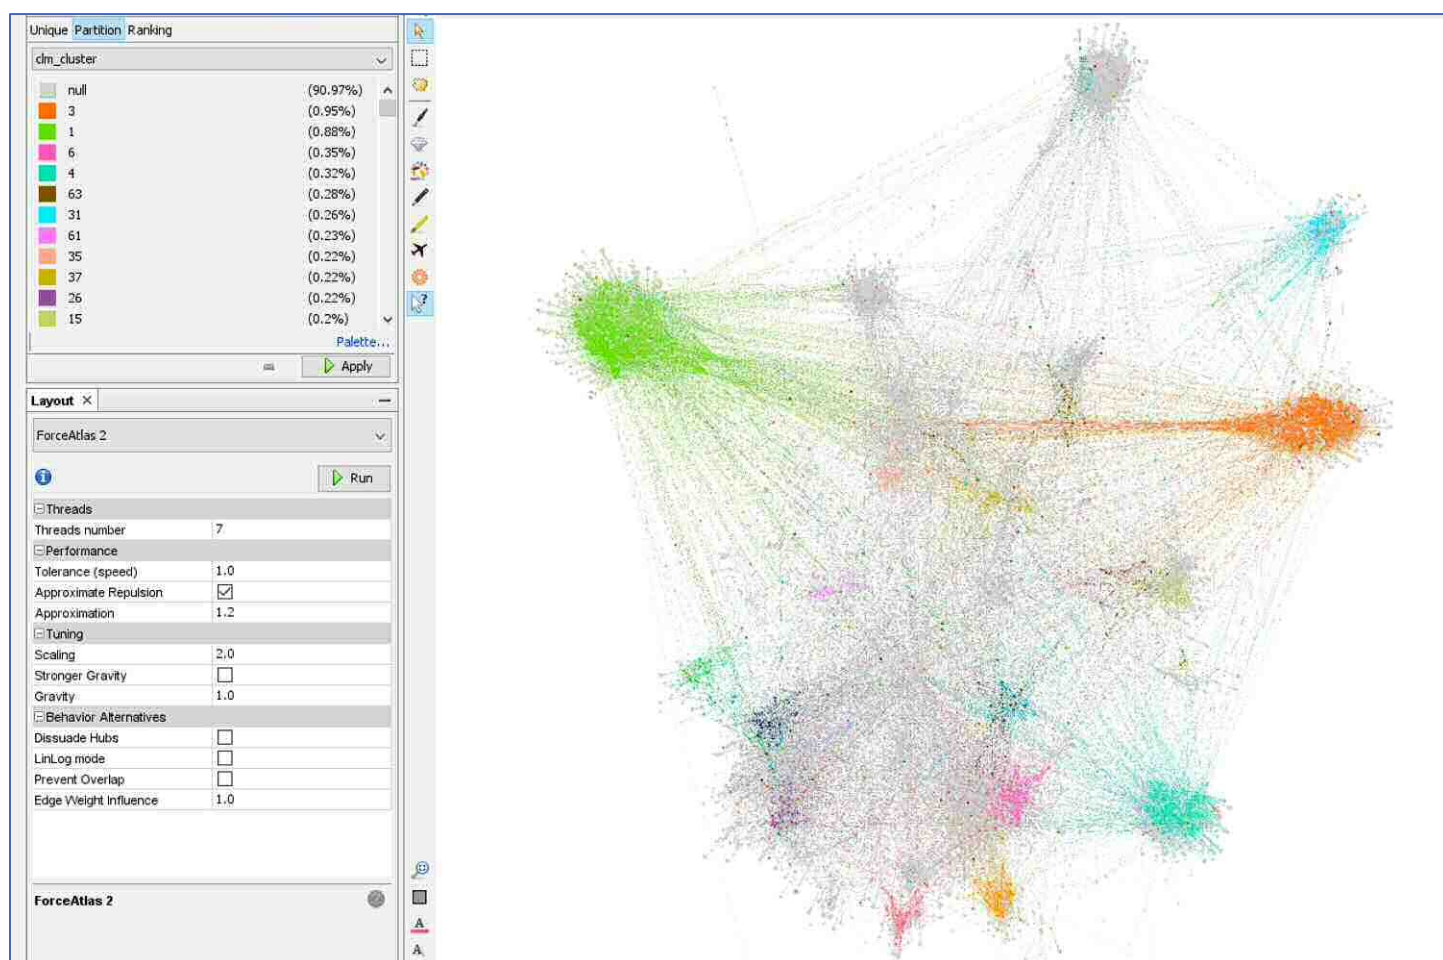 Unique Partition Ranking
clm_cluster
null (90.97%)
3 (0.95%)
1 (0.88%)
6 (0.35%)
4 (0.32%)
63 (0.28%)
31 (0.26%)
61 (0.23%)
35 (0.22%)
37 (0.22%)
26 (0.22%)
15 (0.2%)
Palette...
Apply
Layout
ForceAtlas 2
Run
Threads
Threads number 7
Performance
Tolerance (speed) 1.0
Approximate Repulsion
Approximation 1.2
Tuning
Scaling 2.0
Stronger Gravity
Gravity 1.0
Behavior Alternatives
Dissuade Hubs
LinLog mode
Prevent Overlap
Edge Weight Influence 1.0
ForceAtlas 2
A
A